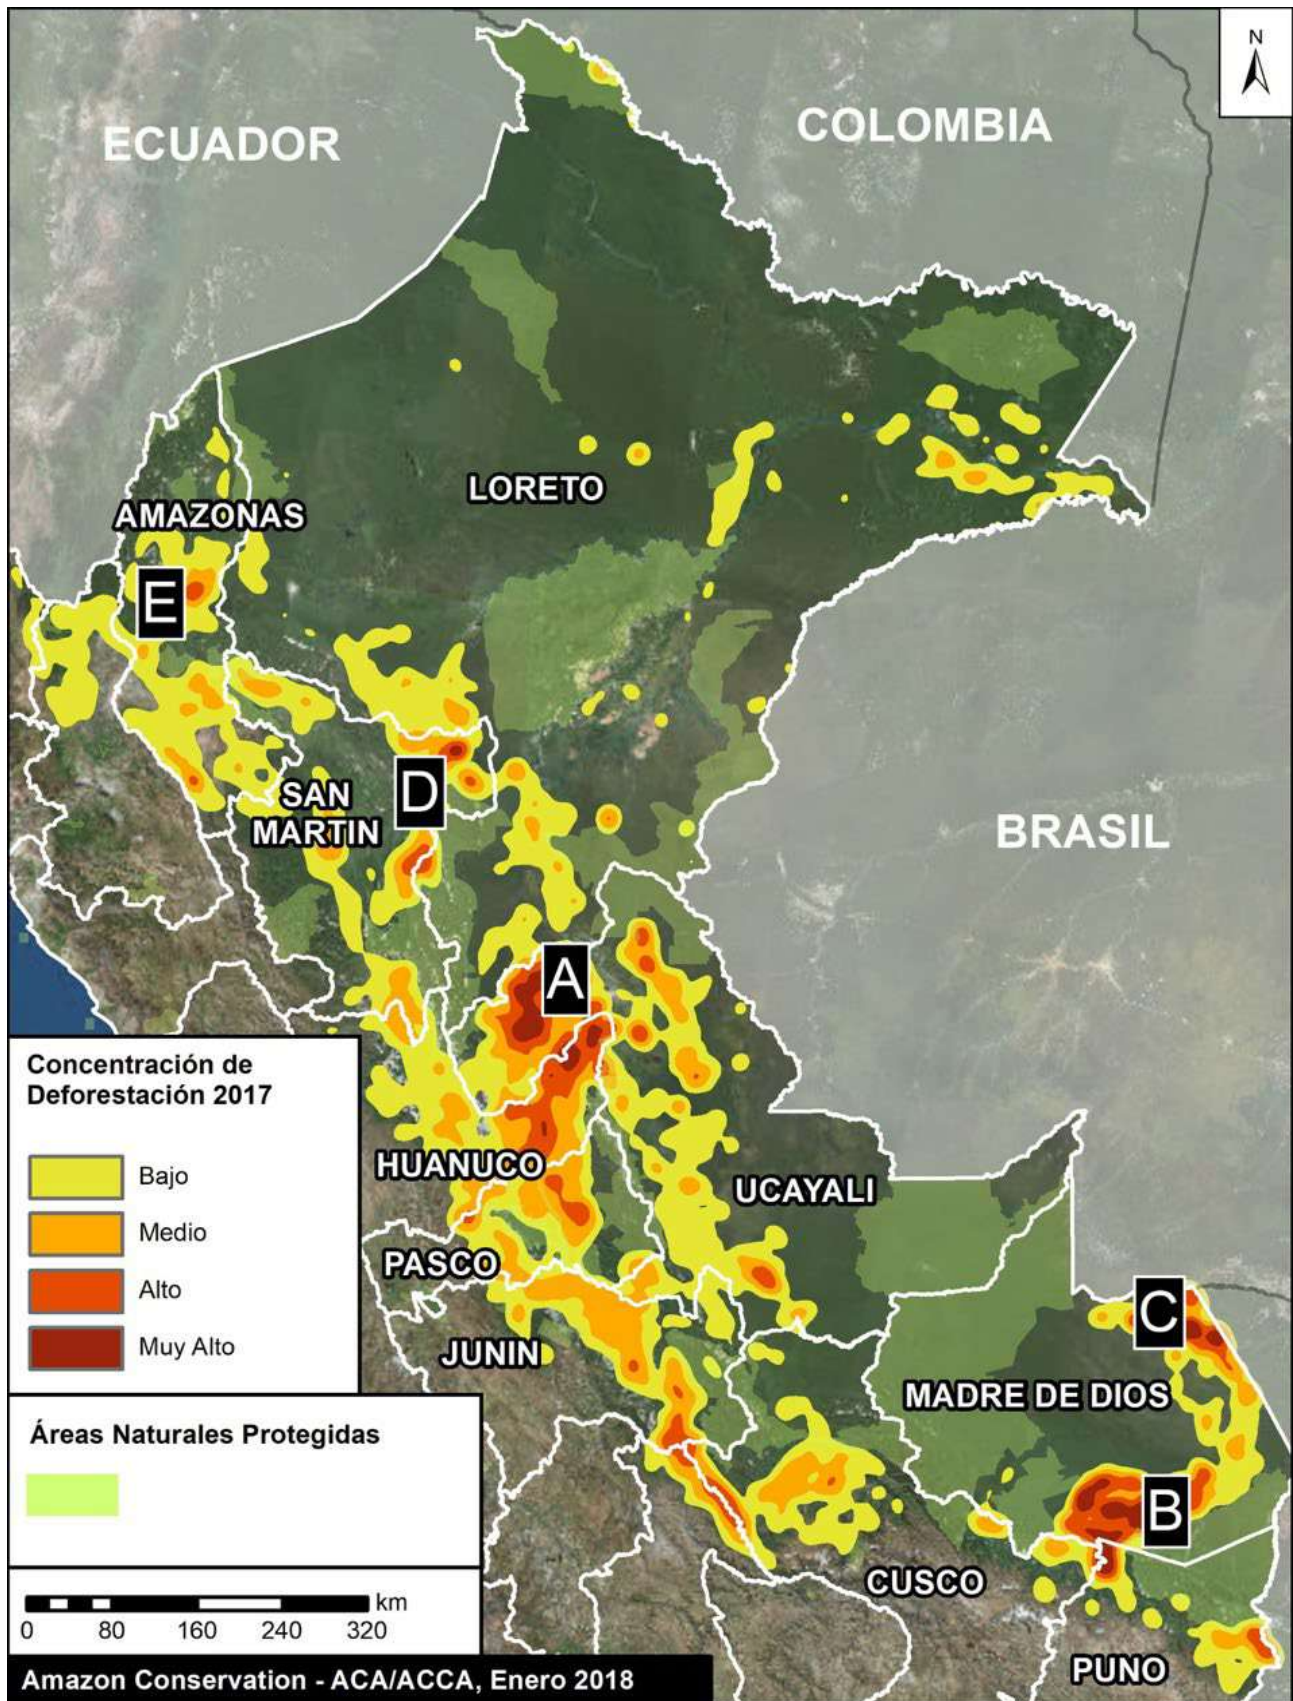 N
ECUADOR
COLOMBIA
LORETO
AMAZONAS
E
D
SAN
MARTIN
BRASIL
A
HUANUCO
UCAYALI
PASCO
JUNIN
C
MADRE DE DIOS
B
CUSCO
PUNO
Concentración de
Deforestación 2017
Bajo
Medio
Alto
Muy Alto
Áreas Naturales Protegidas
km
0 80 160 240 320
Amazon Conservation - ACA/ACCA, Enero 2018